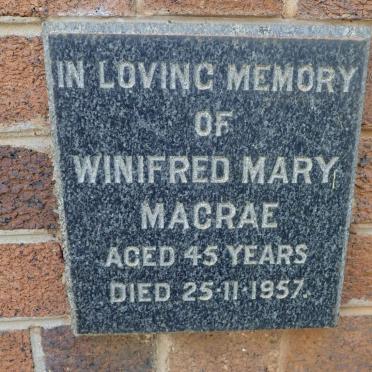 IN LOVING MEMORY
OF
WINIFRED MARY,
MACRAE
AGED 45 YEARS
DIED 25-11-1957.